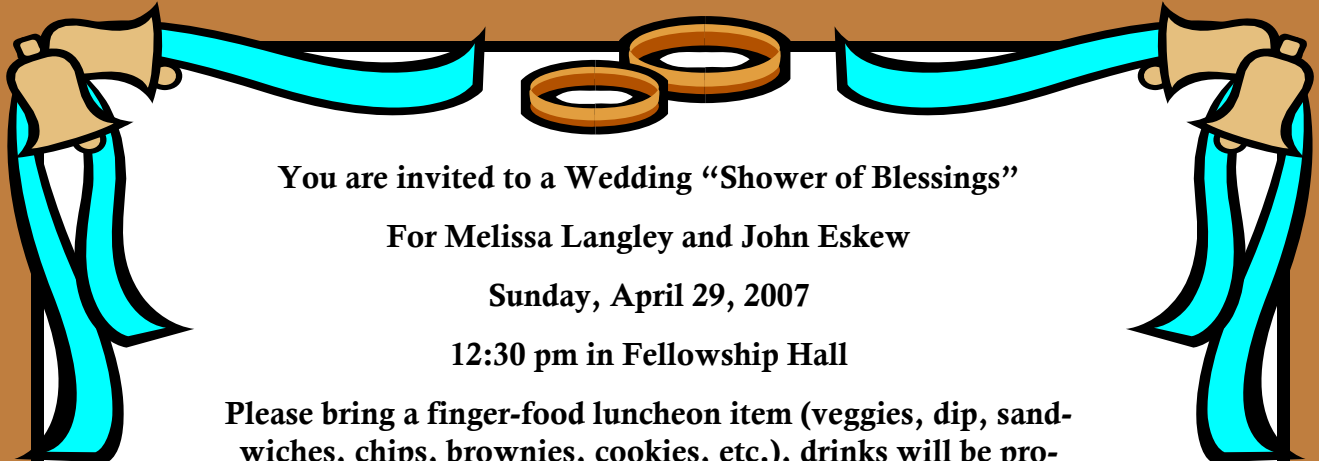 You are invited to a Wedding “Shower of Blessings”
For Melissa Langley and John Eskew
Sunday, April 29, 2007
12:30 pm in Fellowship Hall
Please bring a finger-food luncheon item (veggies, dip, sand-
wiches, chips, brownies, cookies, etc.), drinks will be pro-